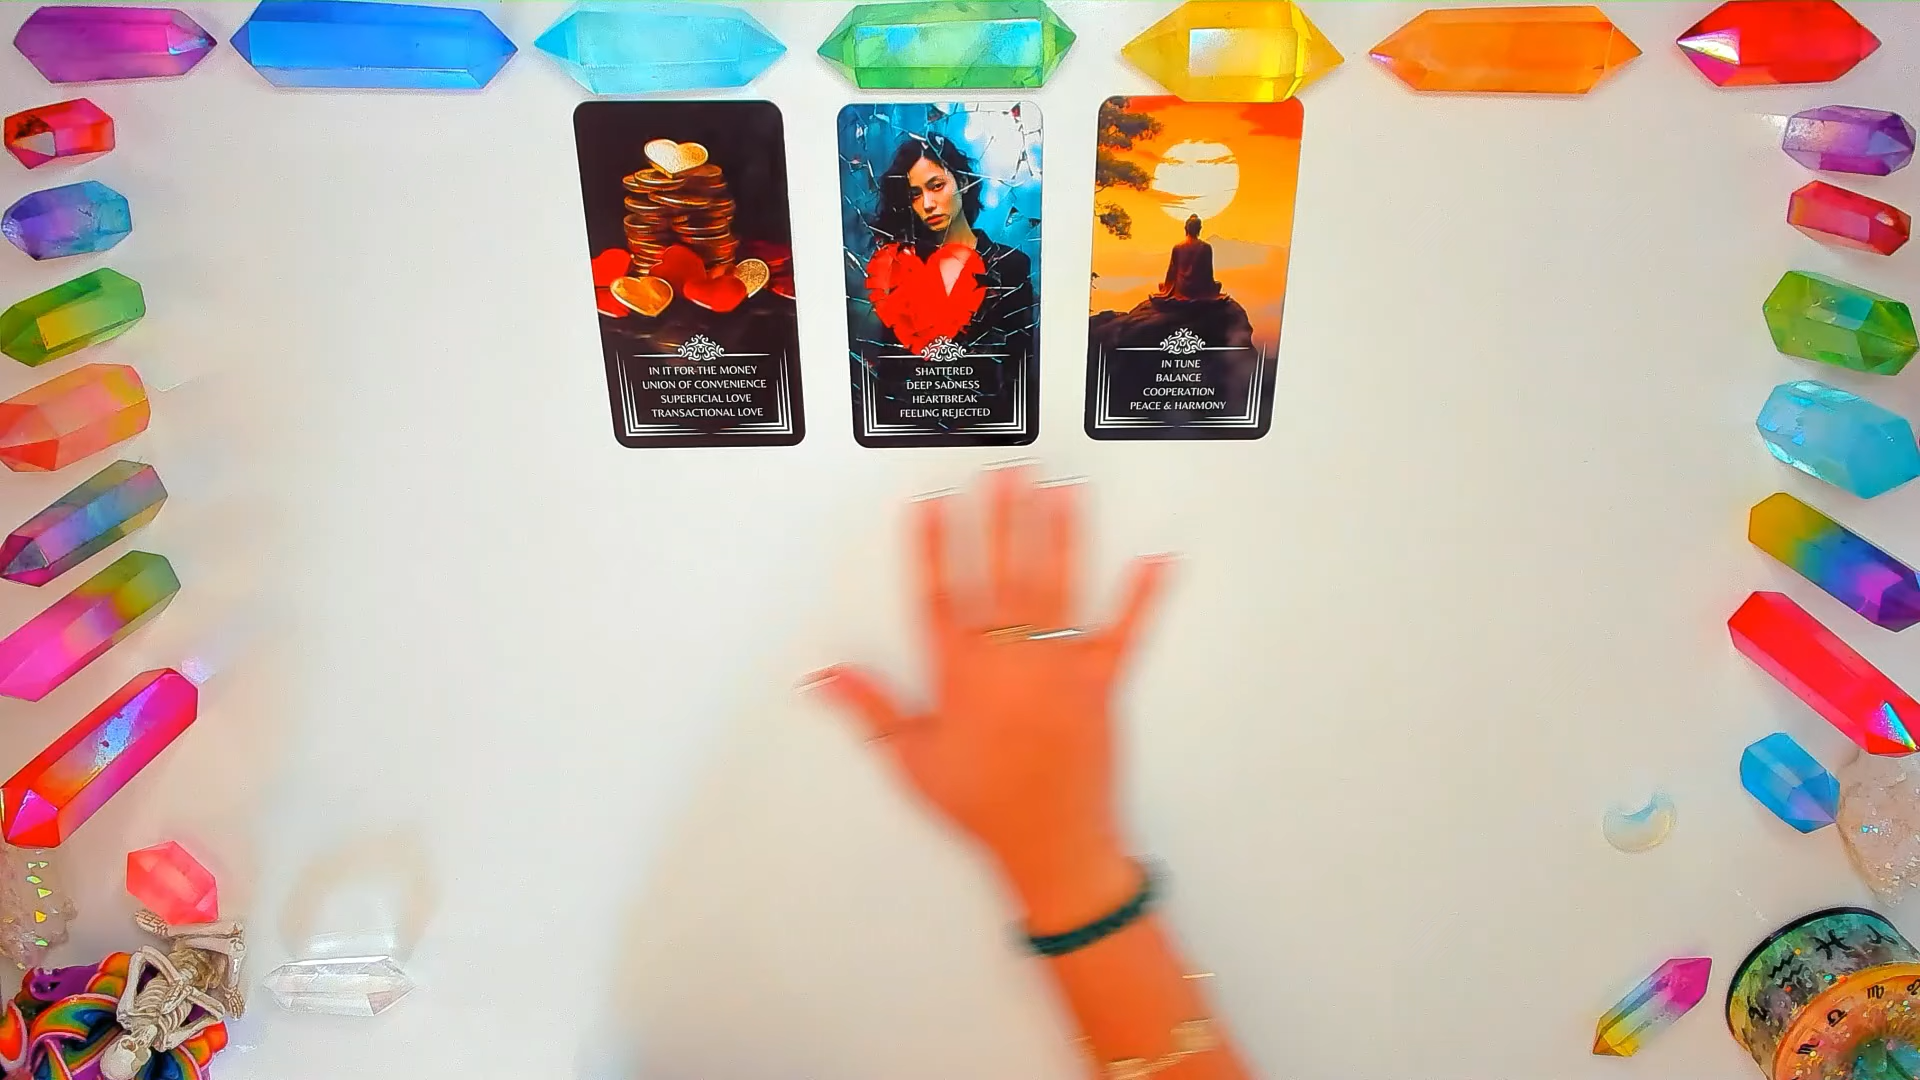 IN IT FOR THE MONEY
UNION OF CONVENIENCE
SUPERFICIAL LOVE
TRANSACTIONAL LOVE
SHATTERED
DEEP SADNESS
HEARTBREAK
FEELING REJECTED
IN TUNE
BALANCE
COOPERATION
PEACE & HARMONY